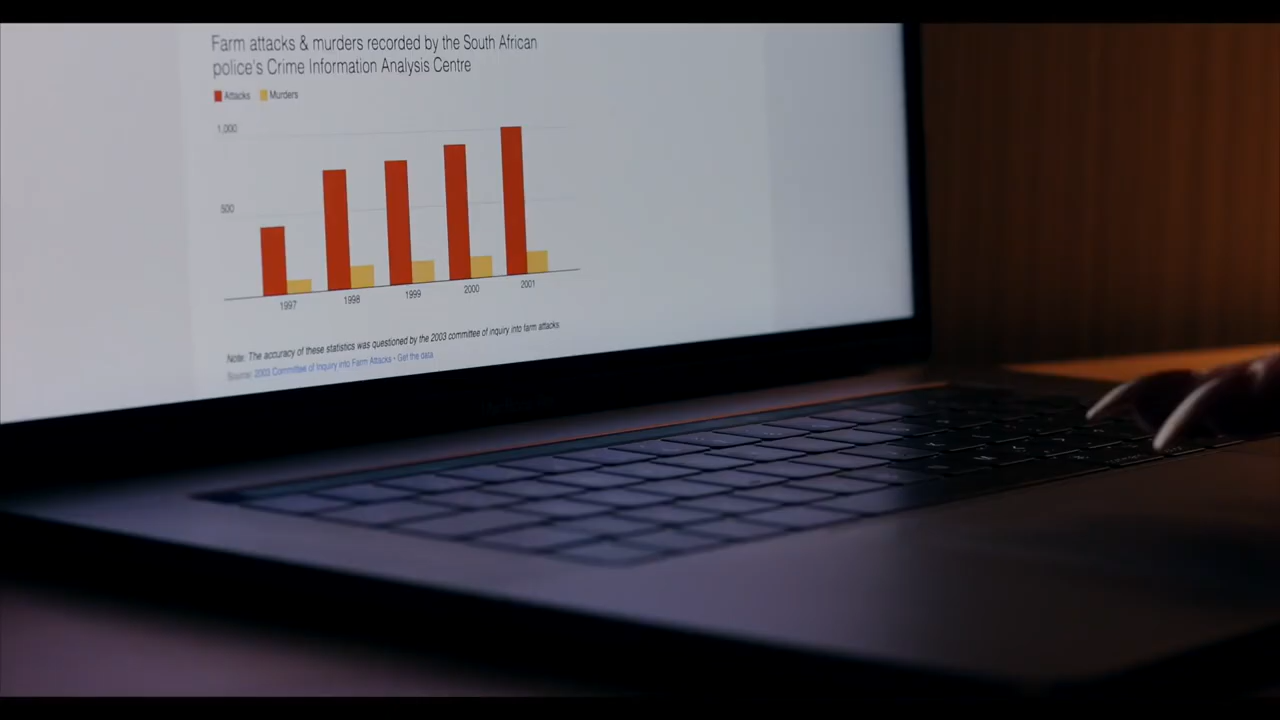 Farm attacks & murders recorded by the South African
police's Crime Information Analysis Centre
Attacks Murders
1,000
500
1997 1998 1999 2000 2001
Note: The accuracy of these statistics was questioned by the 2003 committee of inquiry into farm attacks
Source: 2003 Committee of Inquiry into Farm Attacks • Get the data